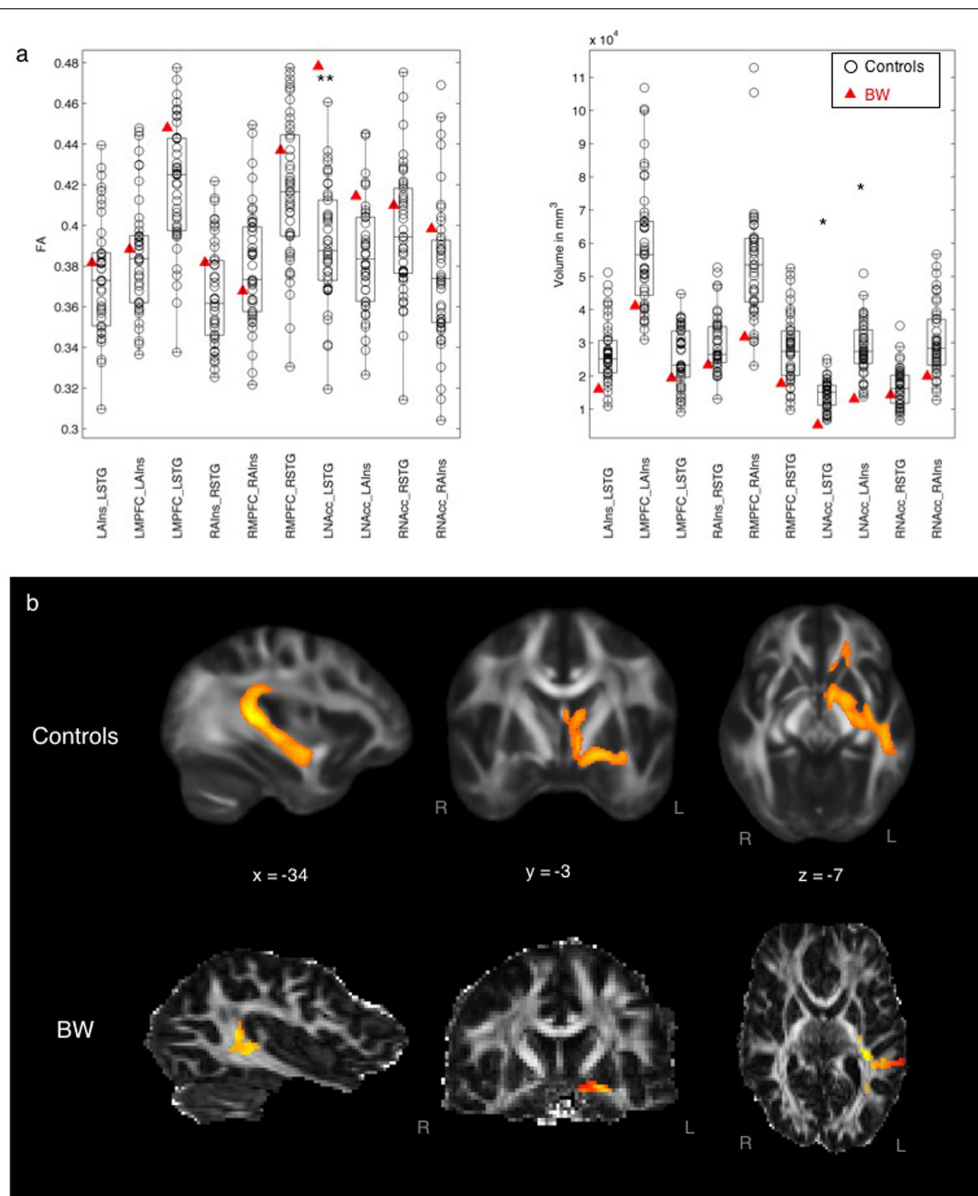 a
0.48
0.46
0.44
0.42
0.4
0.38
0.36
0.34
0.32
0.3
FA
**
LAIns_LSTG
LMPFC_LAIns
LMPFC_LSTG
RAIns_RSTG
RMPFC_RAIns
RMPFC_RSTG
LNAcc_LSTG
LNAcc_LAIns
RNAcc_RSTG
RNAcc_RAIns
x 10⁴
11
10
9
8
7
6
5
4
3
2
1
Volume in mm³
Controls
BW
*
*
LAIns_LSTG
LMPFC_LAIns
LMPFC_LSTG
RAIns_RSTG
RMPFC_RAIns
RMPFC_RSTG
LNAcc_LSTG
LNAcc_LAIns
RNAcc_RSTG
RNAcc_RAIns
b
Controls
R L
R L
x = -34 y = -3 z = -7
BW
R L
R L